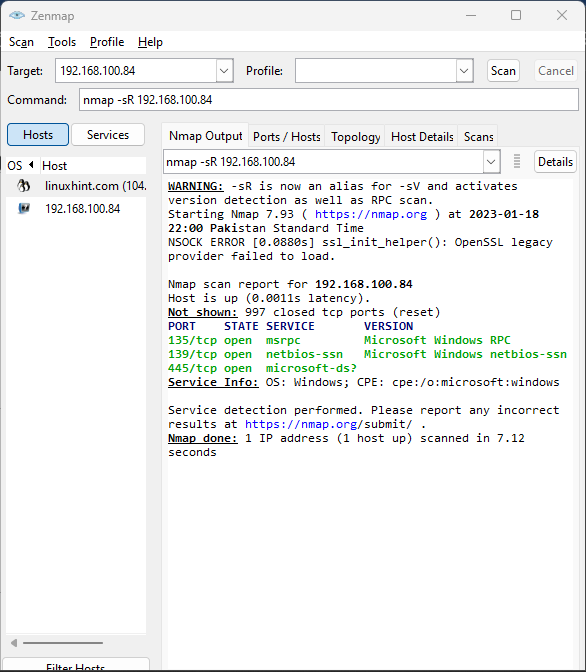 Zenmap
Scan Tools Profile Help
Target: 192.168.100.84 Profile: Scan Cancel
Command: nmap -sR 192.168.100.84
Hosts Services
Nmap Output Ports / Hosts Topology Host Details Scans
OS Host
nmap -sR 192.168.100.84 Details
linuxhint.com (104.
192.168.100.84
WARNING: -sR is now an alias for -sV and activates
version detection as well as RPC scan.
Starting Nmap 7.93 ( https://nmap.org ) at 2023-01-18
22:00 Pakistan Standard Time
NSOCK ERROR [0.0880s] ssl_init_helper(): OpenSSL legacy
provider failed to load.
Nmap scan report for 192.168.100.84
Host is up (0.0011s latency).
Not shown: 997 closed tcp ports (reset)
PORT STATE SERVICE VERSION
135/tcp open msrpc Microsoft Windows RPC
139/tcp open netbios-ssn Microsoft Windows netbios-ssn
445/tcp open microsoft-ds?
Service Info: OS: Windows; CPE: cpe:/o:microsoft:windows
Service detection performed. Please report any incorrect
results at https://nmap.org/submit/ .
Nmap done: 1 IP address (1 host up) scanned in 7.12
seconds
Filter Hosts